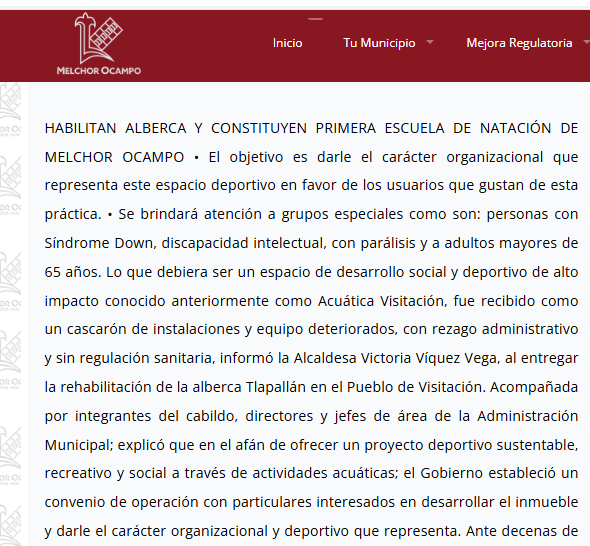 MELCHOR OCAMPO
Inicio
Tu Municipio
Mejora Regulatoria
HABILITAN ALBERCA Y CONSTITUYEN PRIMERA ESCUELA DE NATACIÓN DE
MELCHOR OCAMPO • El objetivo es darle el carácter organizacional que
representa este espacio deportivo en favor de los usuarios que gustan de esta
práctica. • Se brindará atención a grupos especiales como son: personas con
Síndrome Down, discapacidad intelectual, con parálisis y a adultos mayores de
65 años. Lo que debiera ser un espacio de desarrollo social y deportivo de alto
impacto conocido anteriormente como Acuática Visitación, fue recibido como
un cascarón de instalaciones y equipo deteriorados, con rezago administrativo
y sin regulación sanitaria, informó la Alcaldesa Victoria Víquez Vega, al entregar
la rehabilitación de la alberca Tlapallán en el Pueblo de Visitación. Acompañada
por integrantes del cabildo, directores y jefes de área de la Administración
Municipal; explicó que en el afán de ofrecer un proyecto deportivo sustentable,
recreativo y social a través de actividades acuáticas; el Gobierno estableció un
convenio de operación con particulares interesados en desarrollar el inmueble
y darle el carácter organizacional y deportivo que representa. Ante decenas de